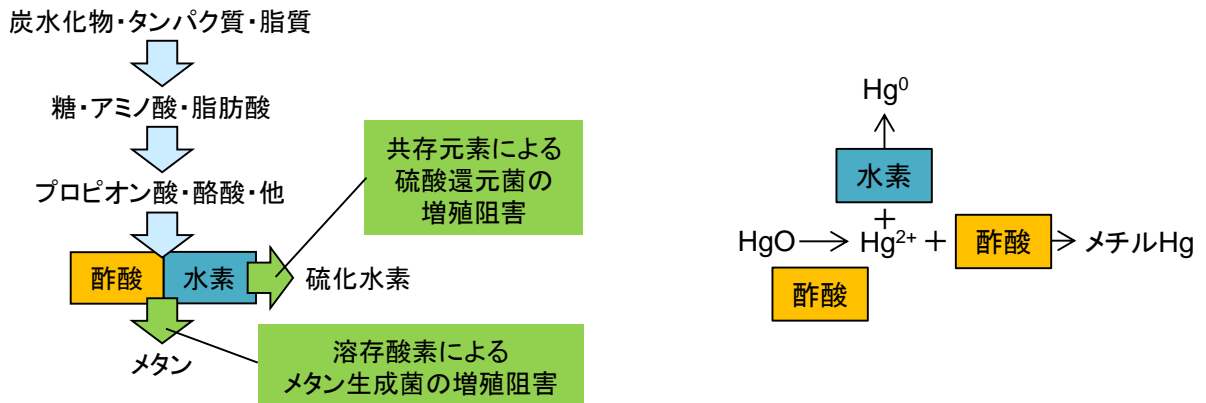 炭水化物・タンパク質・脂質
糖・アミノ酸・脂肪酸
プロピオン酸・酪酸・他
酢酸
水素
硫化水素
メタン
共存元素による
硫酸還元菌の
増殖阻害
溶存酸素による
メタン生成菌の増殖阻害
Hg⁰
水素
+
HgO Hg²⁺ + 酢酸 メチルHg
酢酸